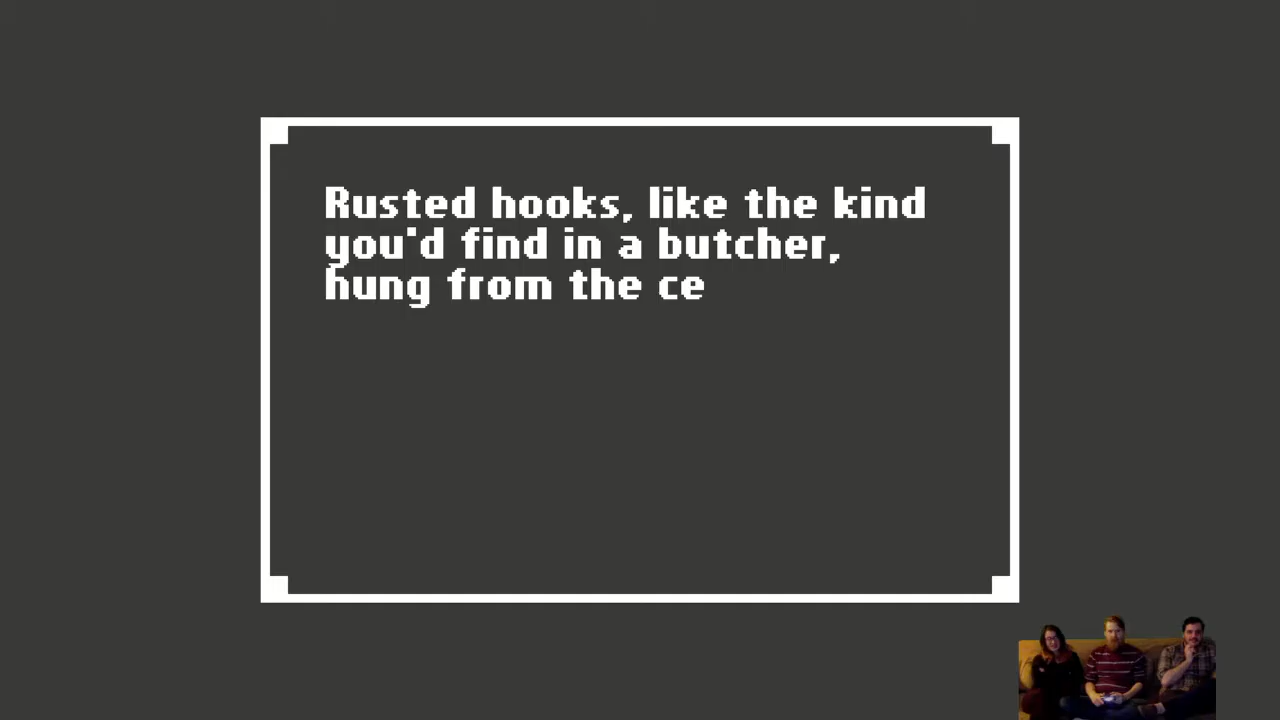 Rusted hooks, like the kind
you'd find in a butcher,
hung from the ce